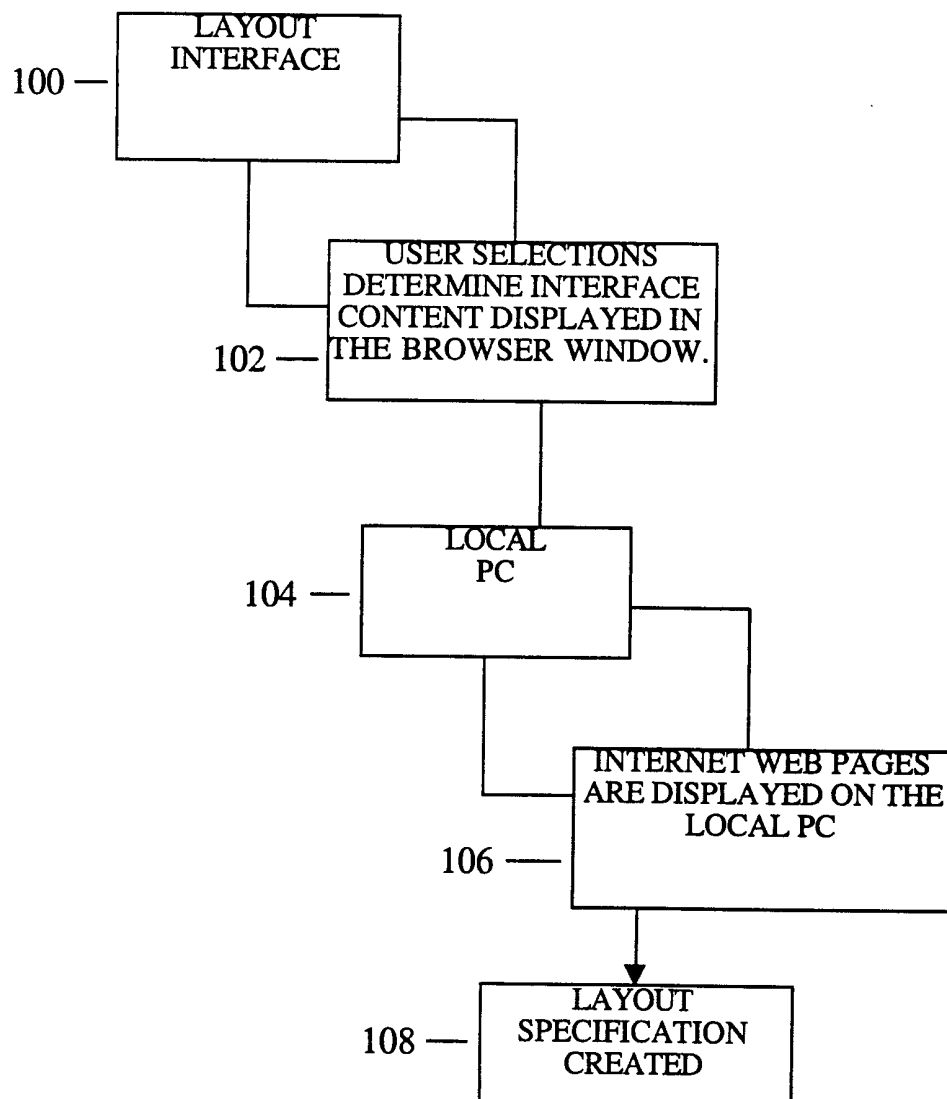 LAYOUT
INTERFACE
100
USER SELECTIONS
DETERMINE INTERFACE
CONTENT DISPLAYED IN
THE BROWSER WINDOW.
102
LOCAL
PC
104
INTERNET WEB PAGES
ARE DISPLAYED ON THE
LOCAL PC
106
LAYOUT
SPECIFICATION
CREATED
108